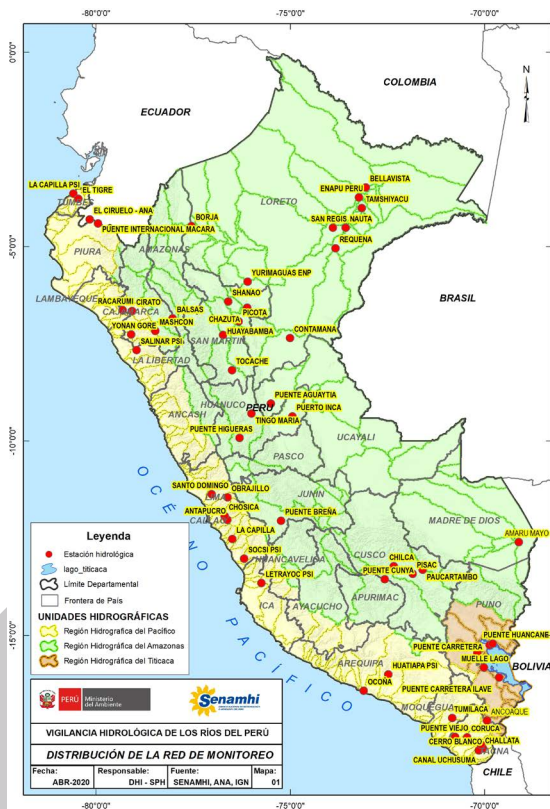 -80°0'0"
-75°0'0"
-70°0'0"
0°0'0"
N
COLOMBIA
ECUADOR
BELLAVISTA
ENAPU PERU
TAMSHIYACU
LA CAPILLA PSI
EL TIGRE
TUMBES
LORETO
EL CIRUELO - ANA
BORJA
SAN REGIS
NAUTA
PUENTE INTERNACIONAL MACARA
-5°0'0"
REQUENA
PIURA
AMAZONAS
YURIMAGUAS ENP
BRASIL
LAMBAYEQUE
SHANAO
RACARUMI
CIRATO
BALSAS
PICOTA
CAJAMARCA
CHAZUTA
YONAN GORE
MASHCON
HUAYABAMBA
CONTAMANA
SALINAR PSI
SAN MARTIN
LA LIBERTAD
TOCACHE
PUENTE AGUAYTIA
HUANUCO
PERÚ
PUERTO INCA
ANCASH
TINGO MARIA
PUENTE HIGUERAS
UCAYALI
-10°0'0"
PASCO
OCÉANO PACÍFICO
SANTO DOMINGO
OBRAJILLO
JUNIN
LIMA
ANTAPUCRO
CHOSICA
MADRE DE DIOS
CALLAO
PUENTE BREÑA
LA CAPILLA
AMARU MAYO
CUSCO
SOCSI PSI
HUANCAVELICA
CHILCA
PISAC
PUENTE CUNYA
PAUCARTAMBO
LETRAYOC PSI
APURIMAC
PUNO
ICA
AYACUCHO
-15°0'0"
PUENTE HUANCANE
PUENTE CARRETERA
MUELLE LAGO
BOLIVIA
AREQUIPA
HUATIAPA PSI
OCOÑA
PUENTE CARRETERA ILAVE
MOQUEGUA
TUMILACA
ANCOAQUE
PUENTE VIEJO
CORUCA
CERRO BLANCO
CHALLATA
TACNA
CANAL UCHUSUMA
CHILE
Leyenda
Estación hidrológica
lago_titicaca
Límite Departamental
Frontera de País
UNIDADES HIDROGRÁFICAS
Región Hidrografica del Pacífico
Región Hidrografica del Amazonas
Región Hidrografica del Titicaca
PERÚ
Ministerio
del Ambiente
Senamhi
VIGILANCIA HIDROLÓGICA DE LOS RÍOS DEL PERÚ
DISTRIBUCIÓN DE LA RED DE MONITOREO
Fecha: Responsable: Fuente: Mapa:
ABR-2020 DHI - SPH SENAMHI, ANA, IGN 01
-80°0'0"
-75°0'0"
-70°0'0"